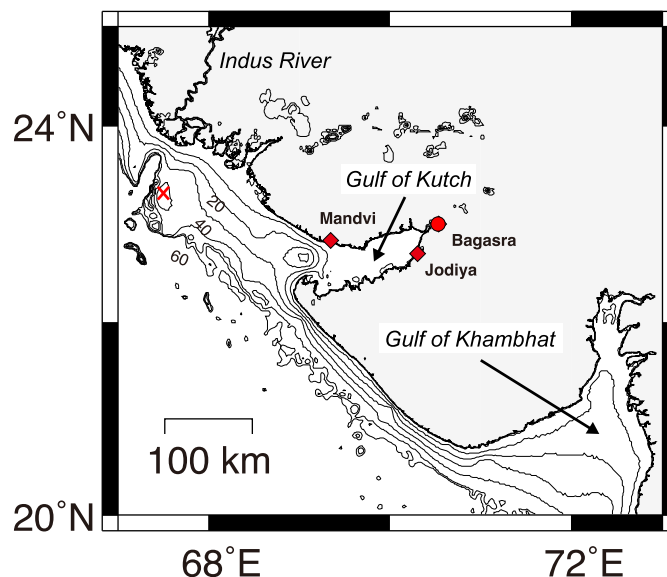 Indus River
24°N
Gulf of Kutch
20
Mandvi
40
Bagasra
60
Jodiya
Gulf of Khambhat
100 km
20°N
68°E
72°E